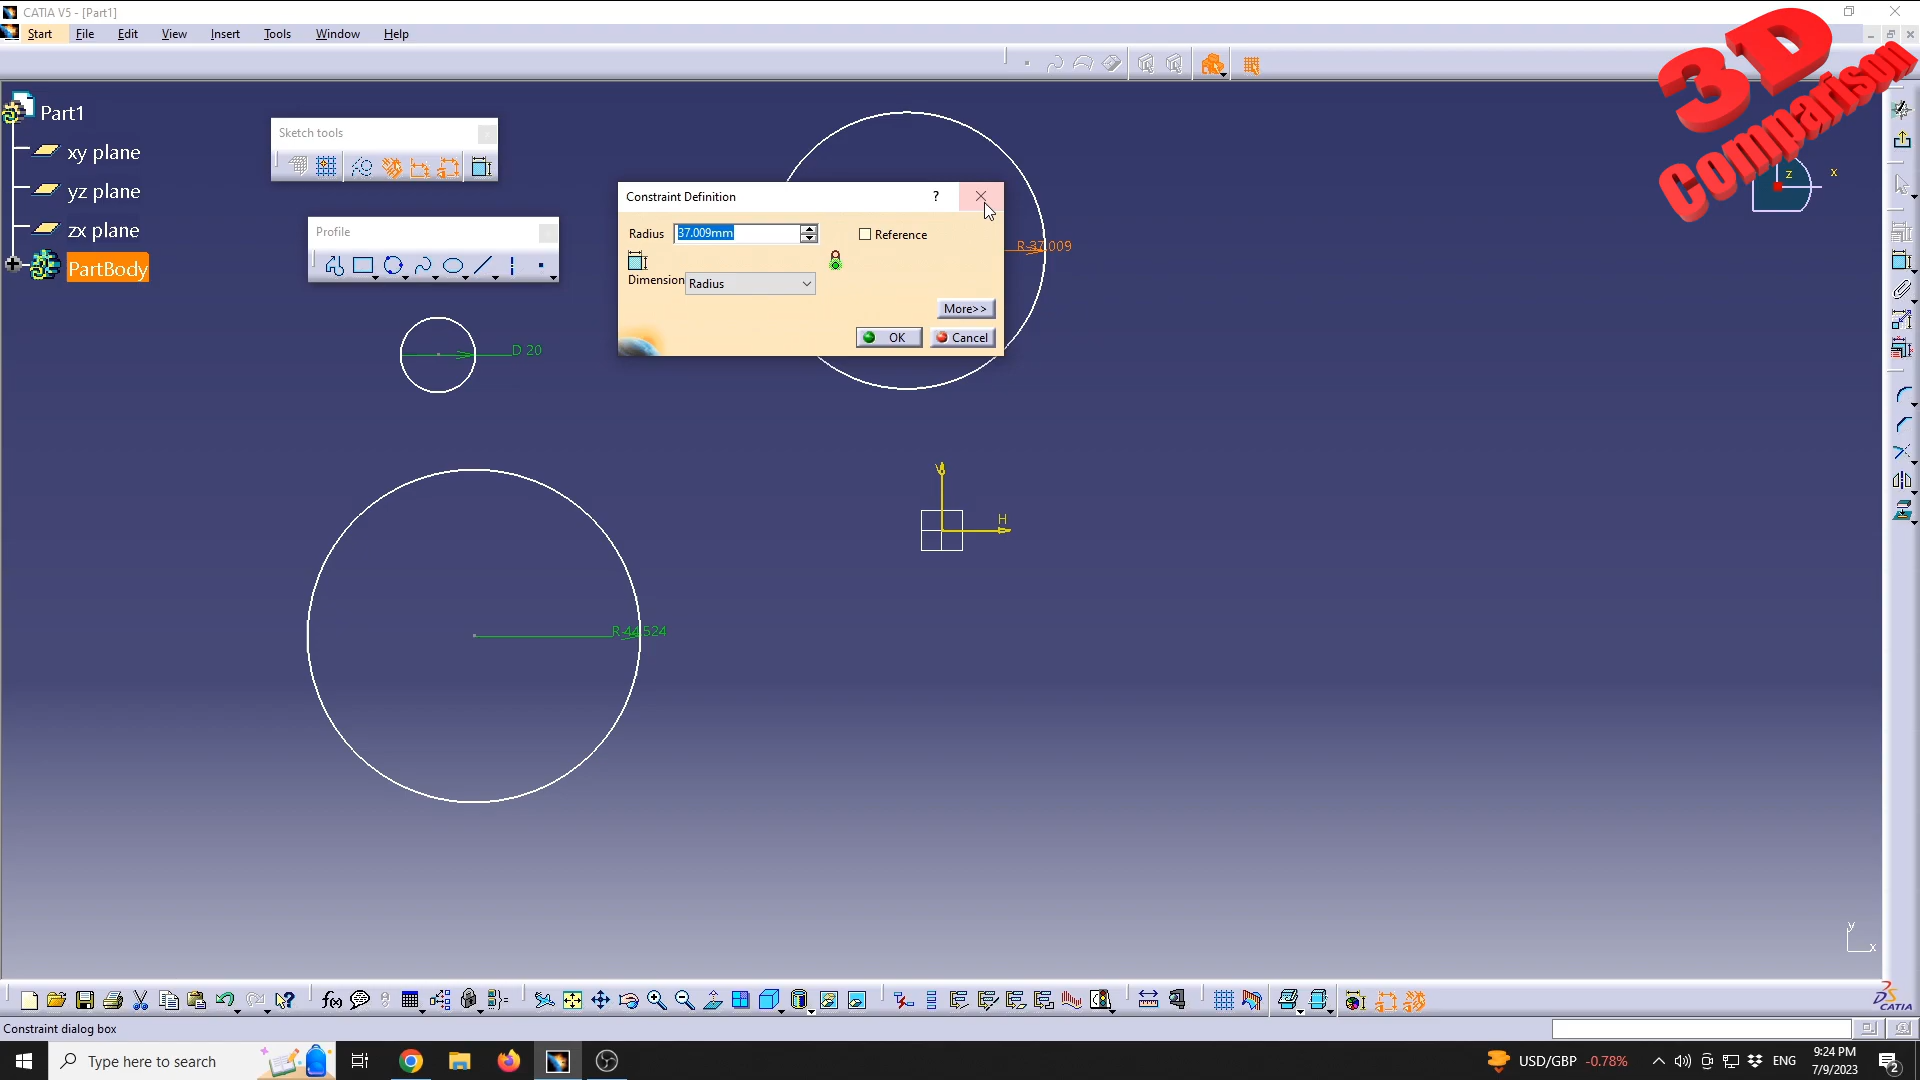 CATIA V5 - [Part1]
Start File Edit View Insert Tools Window Help
3D
Comparison
Part1
xy plane
yz plane
zx plane
PartBody
Sketch tools
Profile
Constraint Definition ?
Radius 37.009mm Reference
Dimension Radius
More>>
OK Cancel
R 37.009
D 20
R 44.524
V
H
z x
y
x
f(x)
CATIA
Constraint dialog box
Type here to search
USD/GBP -0.78% ENG 9:24 PM
7/9/2023
2